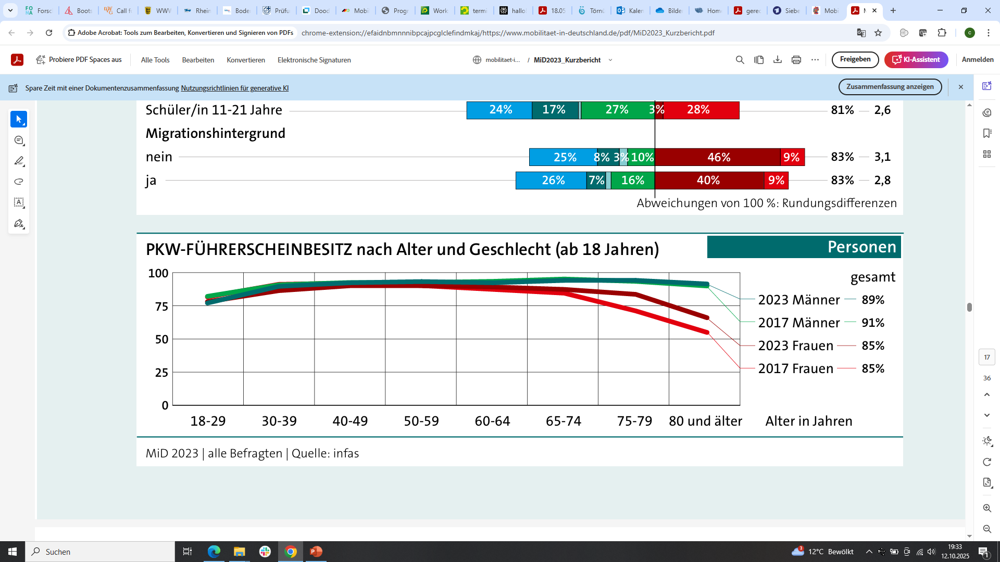 Forsc Boots Call fo WWW Rhein Boden Prüfu Dood Mobil Progr Work termi hallo! 18.05 Törnü Kalen Bilde Home gerec Siebe Mobi
Adobe Acrobat: Tools zum Bearbeiten, Konvertieren und Signieren von PDFs chrome-extension://efaidnbmnnnibpcajpcglclefindmkaj/https://www.mobilitaet-in-deutschland.de/pdf/MiD2023_Kurzbericht.pdf
Probiere PDF Spaces aus Alle Tools Bearbeiten Konvertieren Elektronische Signaturen mobilitaet-i... / MiD2023_Kurzbericht Freigeben KI-Assistent Anmelden
Spare Zeit mit einer Dokumentenzusammenfassung Nutzungsrichtlinien für generative KI Zusammenfassung anzeigen
Schüler/in 11-21 Jahre 24% 17% 27% 3% 28% 81% 2,6
Migrationshintergrund
nein 25% 8% 3% 10% 46% 9% 83% 3,1
ja 26% 7% 16% 40% 9% 83% 2,8
Abweichungen von 100 %: Rundungsdifferenzen
PKW-FÜHRERSCHEINBESITZ nach Alter und Geschlecht (ab 18 Jahren) Personen
gesamt
100
75
50
25
0
2023 Männer 89%
2017 Männer 91%
2023 Frauen 85%
2017 Frauen 85%
18-29 30-39 40-49 50-59 60-64 65-74 75-79 80 und älter Alter in Jahren
MiD 2023 | alle Befragten | Quelle: infas
17
36
Suchen
12°C Bewölkt
19:33
12.10.2025